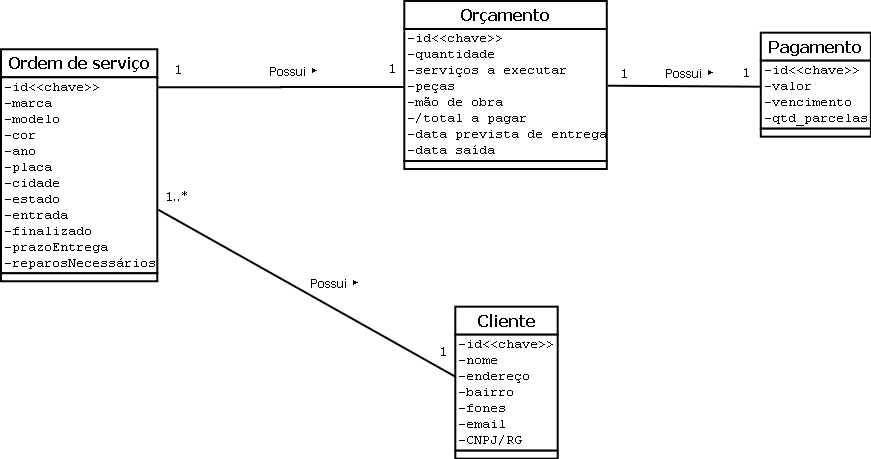 Ordem de serviço
-id<<chave>>
-marca
-modelo
-cor
-ano
-placa
-cidade
-estado
-entrada
-finalizado
-prazoEntrega
-reparosNecessários
1
Possui ▸
1
Orçamento
-id<<chave>>
-quantidade
-serviços a executar
-peças
-mão de obra
-/total a pagar
-data prevista de entrega
-data saída
1
Possui ▸
1
Pagamento
-id<<chave>>
-valor
-vencimento
-qtd_parcelas
1..*
Possui ▸
1
Cliente
-id<<chave>>
-nome
-endereço
-bairro
-fones
-email
-CNPJ/RG